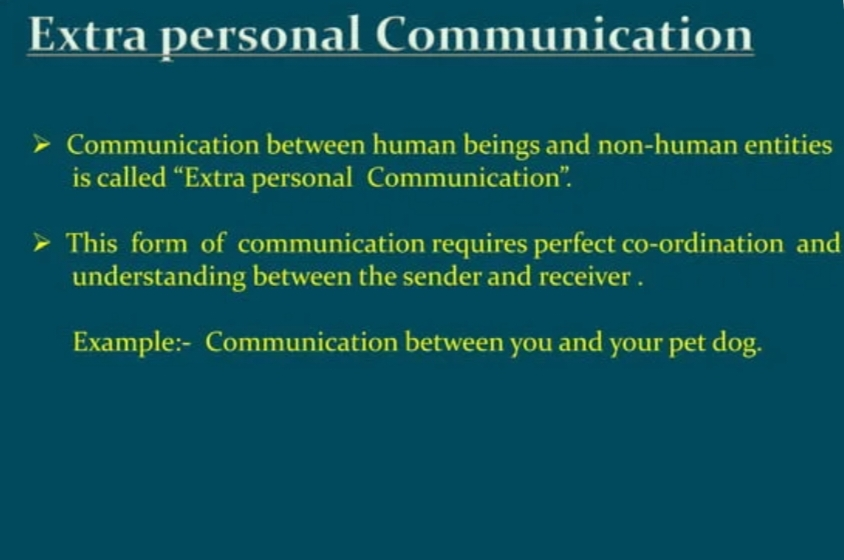 Extra personal Communication
➢ Communication between human beings and non-human entities
is called “Extra personal Communication”.
➢ This form of communication requires perfect co-ordination and
understanding between the sender and receiver .
Example:- Communication between you and your pet dog.